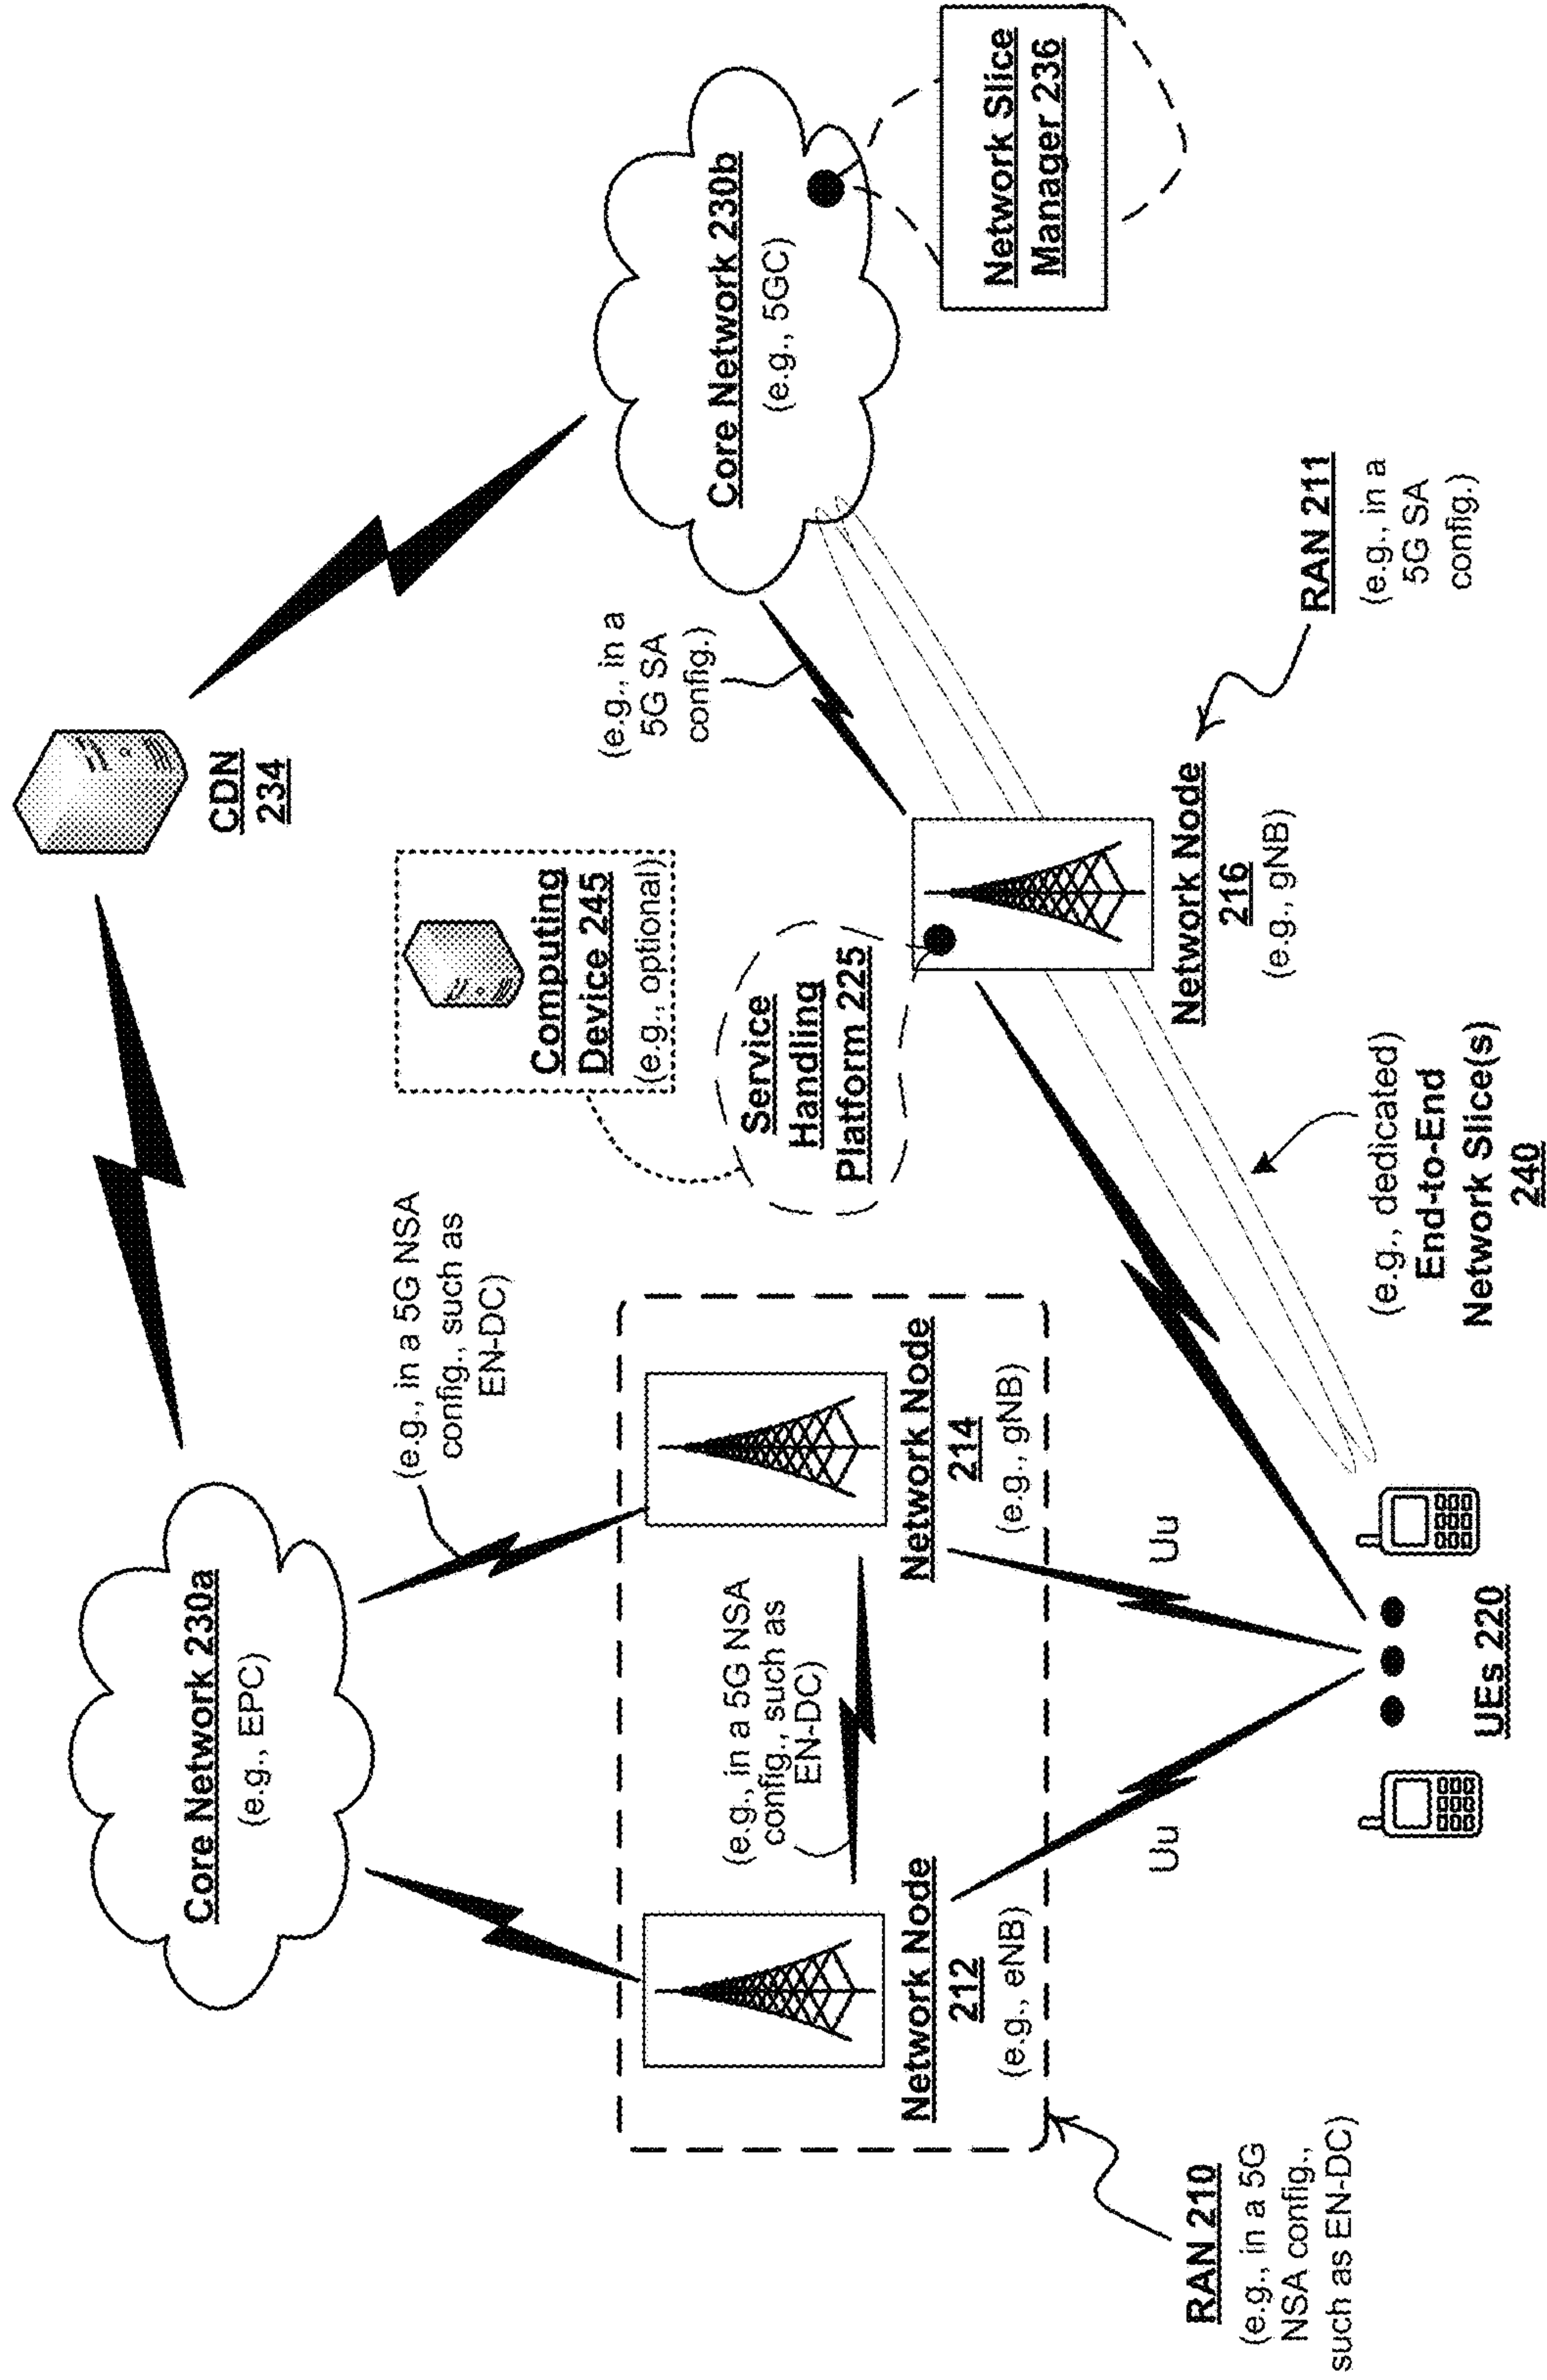 CDN
234
Core Network 230a
(e.g., EPC)
Core Network 230b
(e.g., 5GC)
(e.g., in a 5G NSA
config., such as
EN-DC)
Computing
Device 245
(e.g., optional)
(e.g., in a
5G SA
config.)
Service
Handling
Platform 225
Network Slice
Manager 236
(e.g., in a 5G NSA
config., such as
EN-DC)
Network Node
212
(e.g., eNB)
Network Node
214
(e.g., gNB)
Network Node
216
(e.g., gNB)
RAN 210
(e.g., in a 5G
NSA config.,
such as EN-DC)
Uu
Uu
RAN 211
(e.g., in a
5G SA
config.)
(e.g., dedicated)
End-to-End
Network Slice(s)
240
UEs 220